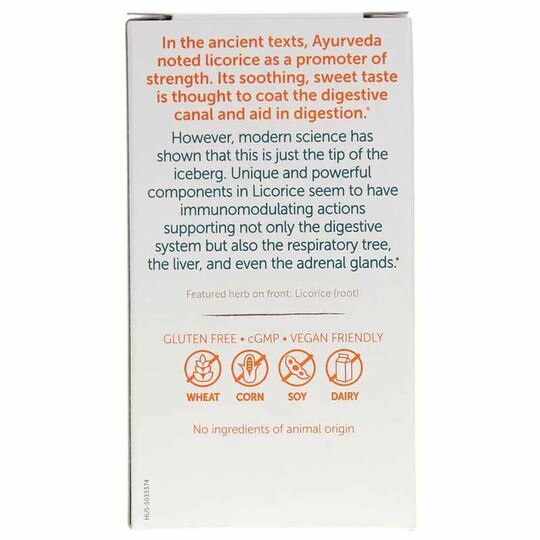 In the ancient texts, Ayurveda
noted licorice as a promoter of
strength. Its soothing, sweet taste
is thought to coat the digestive
canal and aid in digestion.*
However, modern science has
shown that this is just the tip of the
iceberg. Unique and powerful
components in Licorice seem to have
immunomodulating actions
supporting not only the digestive
system but also the respiratory tree,
the liver, and even the adrenal glands.*
Featured herb on front: Licorice (root)
GLUTEN FREE • cGMP • VEGAN FRIENDLY
WHEAT CORN SOY DAIRY
No ingredients of animal origin
HUS-5033374